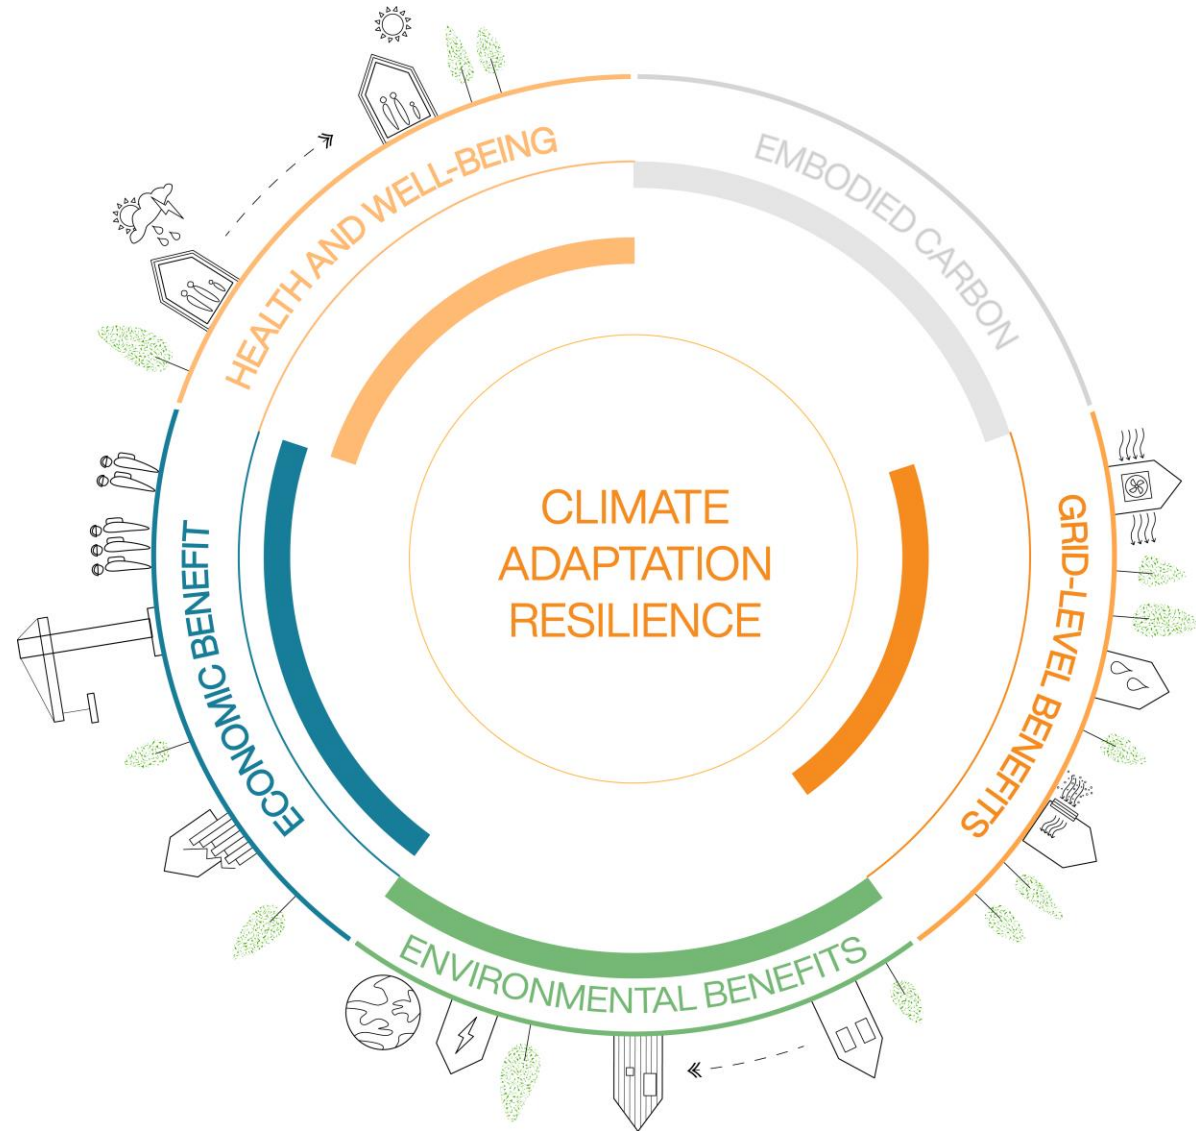 HEALTH AND WELL-BEING
EMBODIED CARBON
GRID-LEVEL BENEFITS
ENVIRONMENTAL BENEFITS
ECONOMIC BENEFIT
CLIMATE
ADAPTATION
RESILIENCE